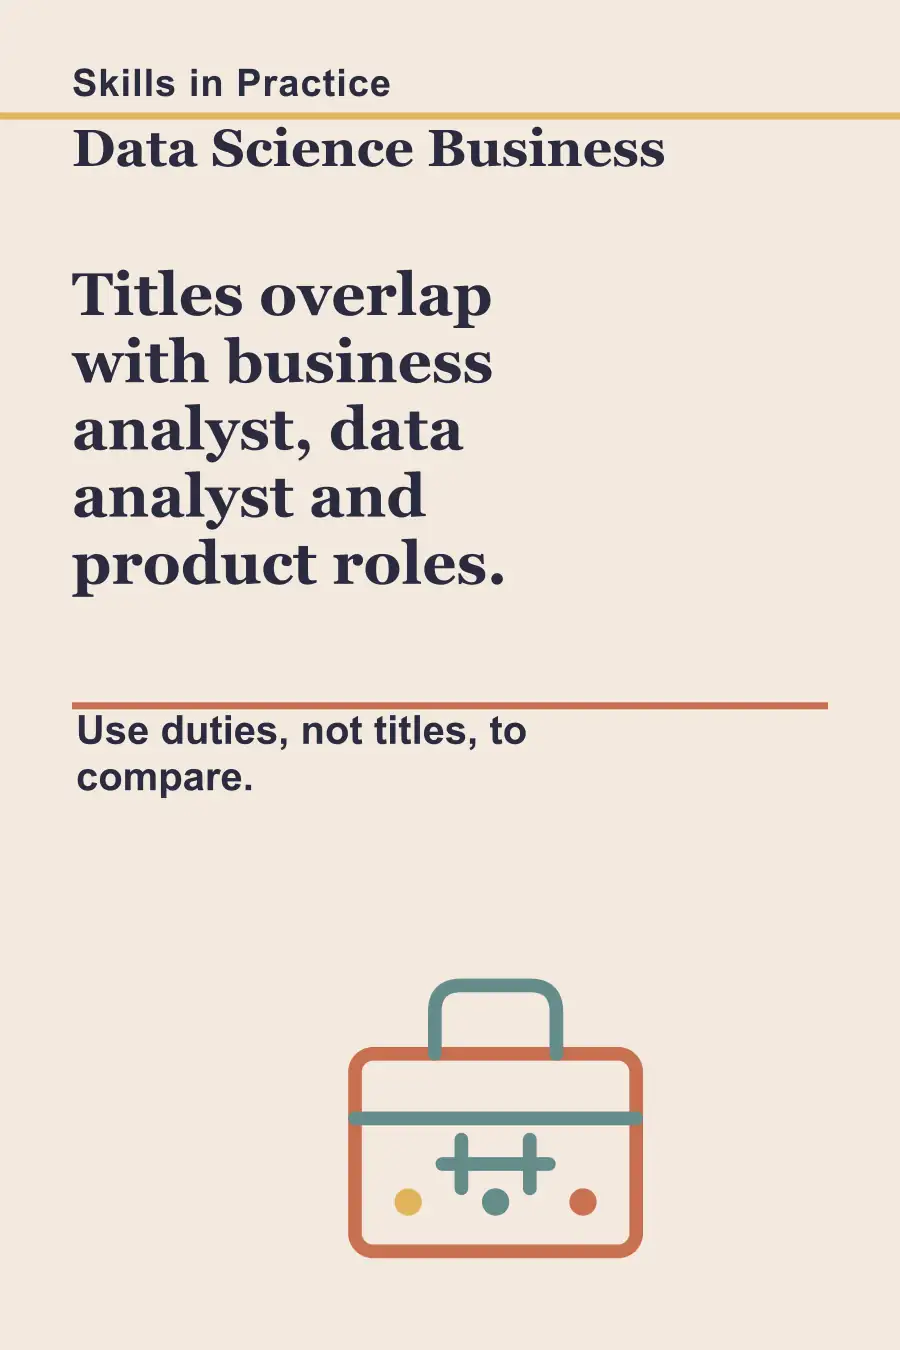 Skills in Practice
Data Science Business
Titles overlap
with business
analyst, data
analyst and
product roles.
Use duties, not titles, to
compare.